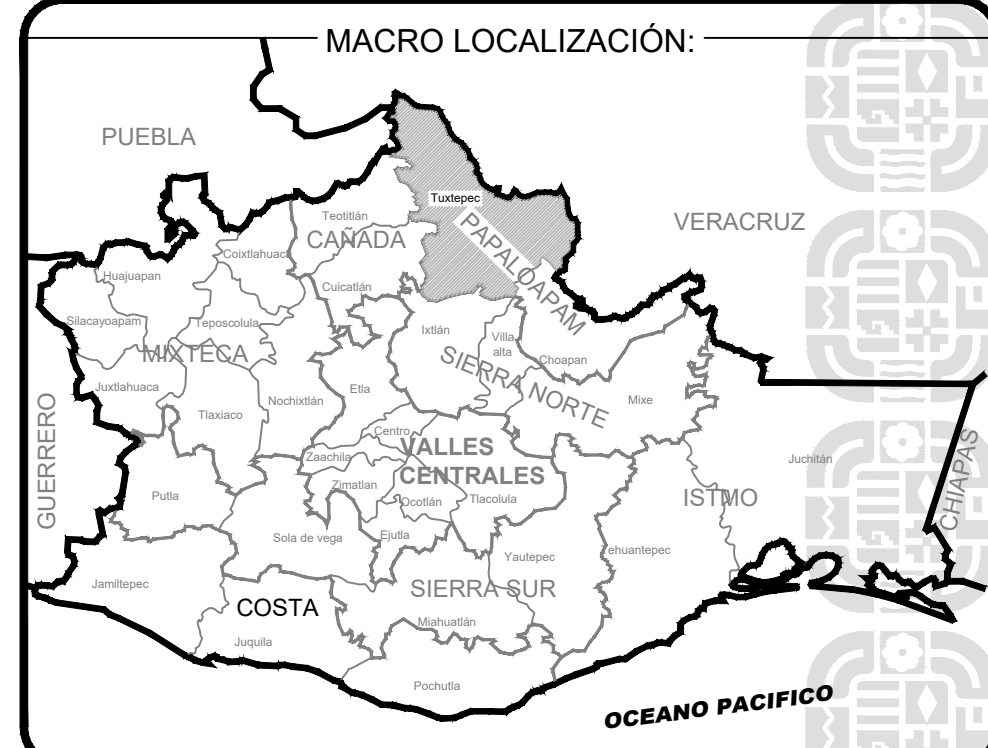 MACRO LOCALIZACIÓN:
PUEBLA
VERACRUZ
Tuxtepec
PAPALOAPAM
Teotitlán
CAÑADA
Coixtlahuac
Huajuapan
Cuicatlán
Silacayoapam
Teposcolula
Ixtlán
Villa
alta
MIXTECA
SIERRA NORTE
Choapan
Juxtlahuaca
Etla
Mixe
Nochixtlán
Tlaxiaco
GUERRERO
Centro
VALLES
CENTRALES
Zaachila
Juchitán
CHIAPAS
Zimatlan
Putla
Ocotlán
Tlacolula
ISTMO
Sola de vega
Ejutla
Yautepec
ehuantepec
Jamiltepec
SIERRA SUR
COSTA
Miahuatlán
Juquila
Pochutla
OCEANO PACIFICO